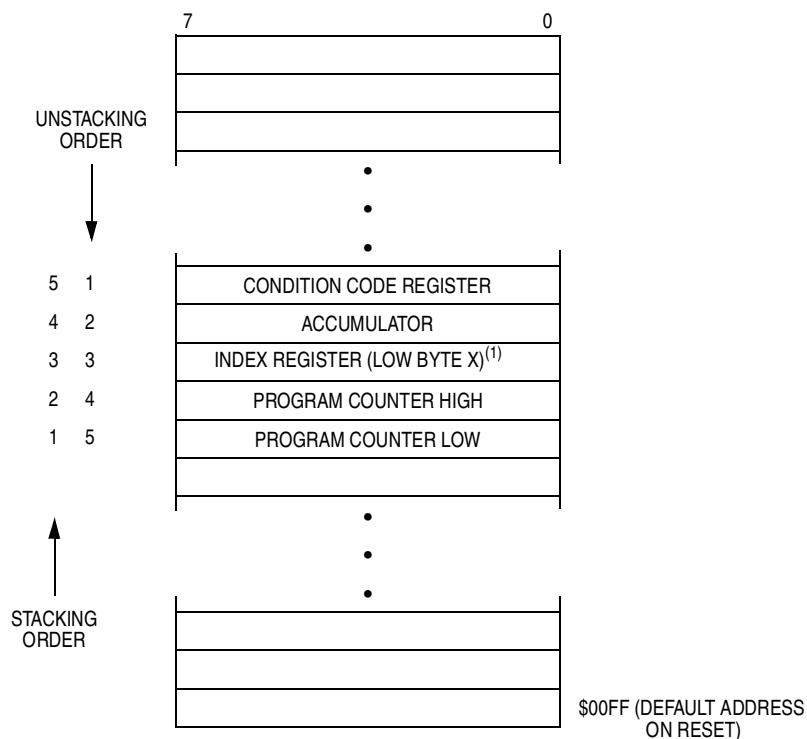 7 0
UNSTACKING
ORDER
5 1 CONDITION CODE REGISTER
4 2 ACCUMULATOR
3 3 INDEX REGISTER (LOW BYTE X)(1)
2 4 PROGRAM COUNTER HIGH
1 5 PROGRAM COUNTER LOW
STACKING
ORDER
$00FF (DEFAULT ADDRESS
ON RESET)